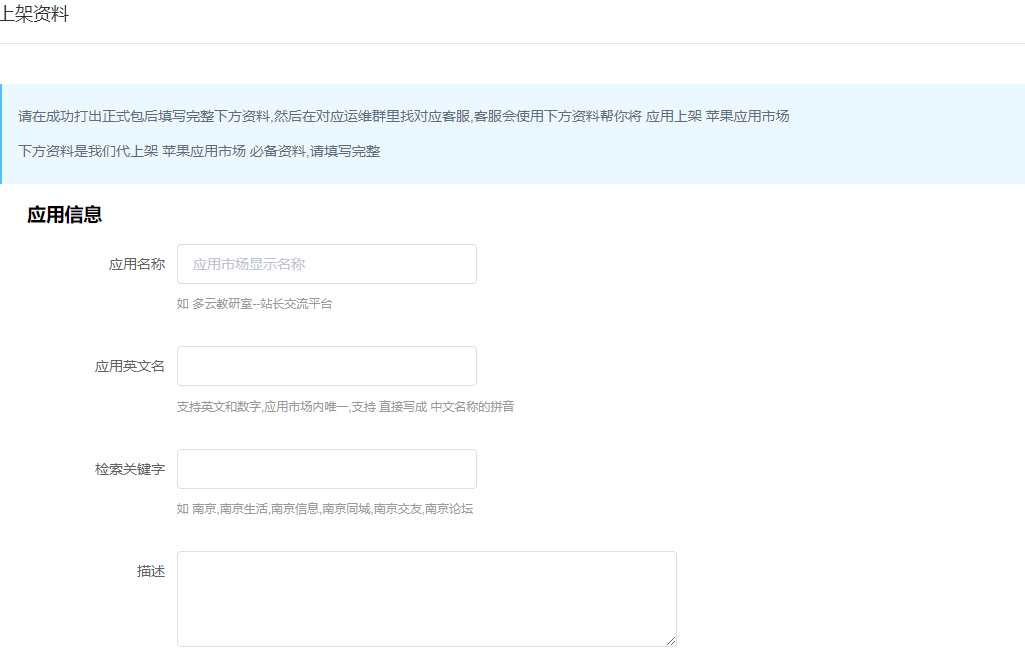 上架资料
请在成功打出正式包后填写完整下方资料,然后在对应运维群里找对应客服,客服会使用下方资料帮你将 应用上架 苹果应用市场
下方资料是我们代上架 苹果应用市场 必备资料,请填写完整
应用信息
应用名称
应用市场显示名称
如 多云教研室--站长交流平台
应用英文名
支持英文和数字,应用市场内唯一,支持 直接写成 中文名称的拼音
检索关键字
如 南京,南京生活,南京信息,南京同城,南京交友,南京论坛
描述